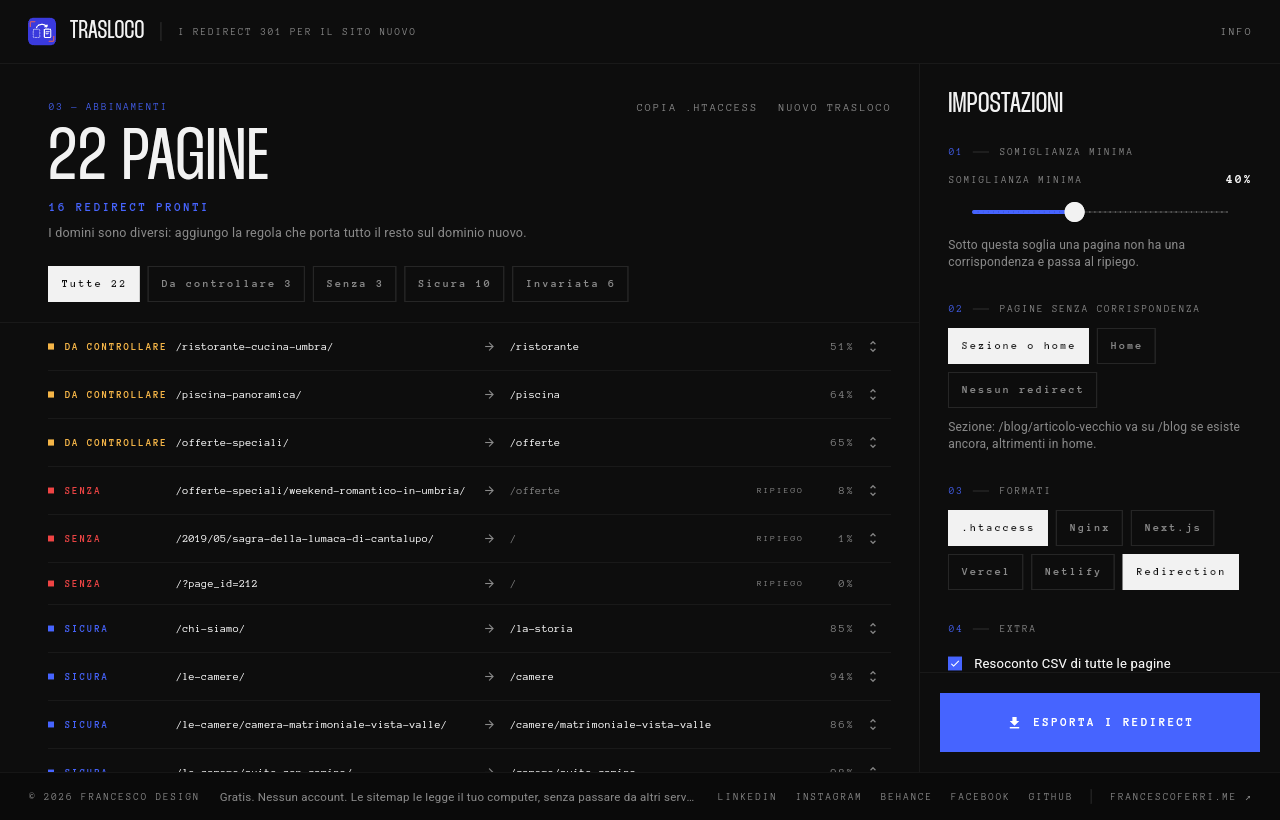 TRASLOCO
I REDIRECT 301 PER IL SITO NUOVO
INFO
03 — ABBINAMENTI
COPIA .HTACCESS NUOVO TRASLOCO
22 PAGINE
16 REDIRECT PRONTI
I domini sono diversi: aggiungo la regola che porta tutto il resto sul dominio nuovo.
Tutte 22 Da controllare 3 Senza 3 Sicura 10 Invariata 6
DA CONTROLLARE /ristorante-cucina-umbra/ → /ristorante 51%
DA CONTROLLARE /piscina-panoramica/ → /piscina 64%
DA CONTROLLARE /offerte-speciali/ → /offerte 65%
SENZA /offerte-speciali/weekend-romantico-in-umbria/ → /offerte RIPIEGO 8%
SENZA /2019/05/sagra-della-lumaca-di-cantalupo/ → / RIPIEGO 1%
SENZA /?page_id=212 → / RIPIEGO 0%
SICURA /chi-siamo/ → /la-storia 85%
SICURA /le-camere/ → /camere 94%
SICURA /le-camere/camera-matrimoniale-vista-valle/ → /camere/matrimoniale-vista-valle 86%
IMPOSTAZIONI
01 — SOMIGLIANZA MINIMA
SOMIGLIANZA MINIMA 40%
Sotto questa soglia una pagina non ha una
corrispondenza e passa al ripiego.
02 — PAGINE SENZA CORRISPONDENZA
Sezione o home Home
Nessun redirect
Sezione: /blog/articolo-vecchio va su /blog se esiste
ancora, altrimenti in home.
03 — FORMATI
.htaccess Nginx Next.js
Vercel Netlify Redirection
04 — EXTRA
Resoconto CSV di tutte le pagine
ESPORTA I REDIRECT
© 2026 FRANCESCO DESIGN
Gratis. Nessun account. Le sitemap le legge il tuo computer, senza passare da altri serv…
LINKEDIN INSTAGRAM BEHANCE FACEBOOK GITHUB FRANCESCOFERRI.ME ↗